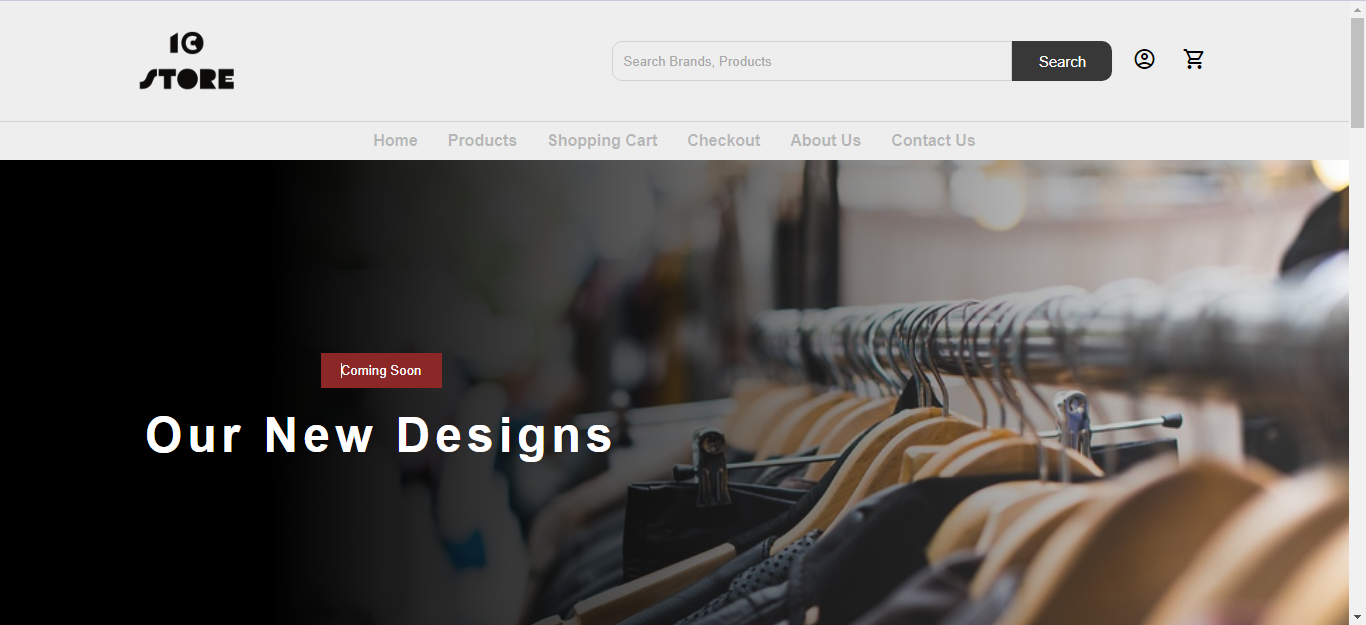 10
STORE
Search Brands, Products
Search
Home Products Shopping Cart Checkout About Us Contact Us
Coming Soon
Our New Designs